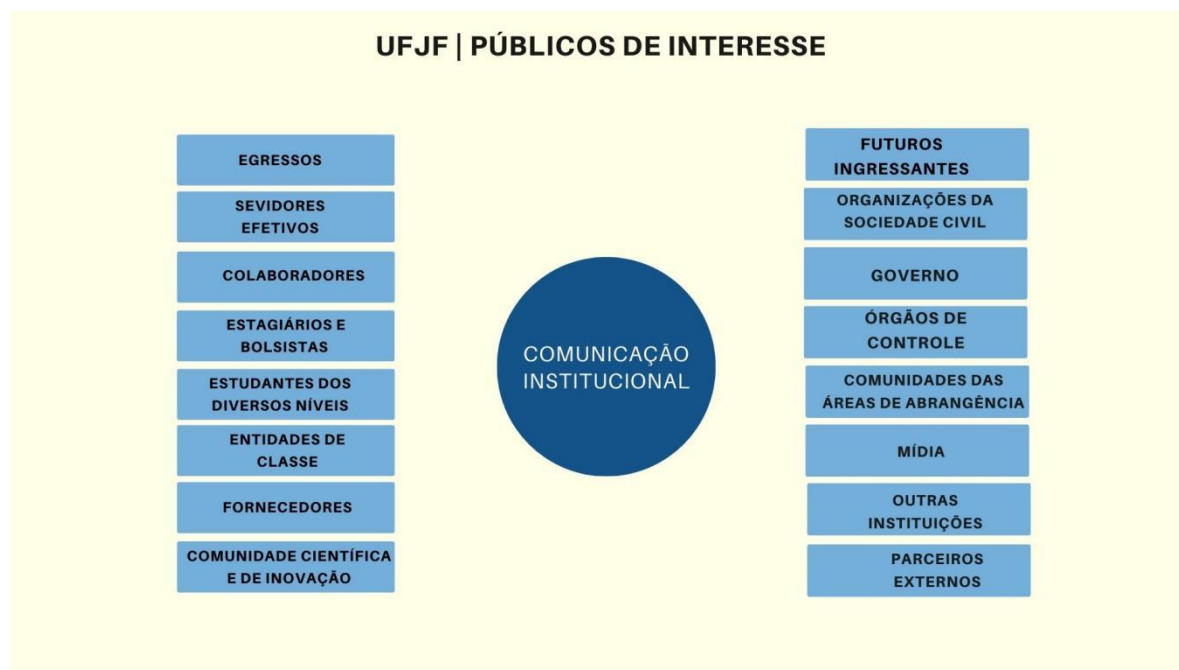 UFJF | PÚBLICOS DE INTERESSE
EGRESSOS
SEVIDORES
EFETIVOS
COLABORADORES
ESTAGIÁRIOS E
BOLSISTAS
ESTUDANTES DOS
DIVERSOS NÍVEIS
ENTIDADES DE
CLASSE
FORNECEDORES
COMUNIDADE CIENTÍFICA
E DE INOVAÇÃO
COMUNICAÇÃO
INSTITUCIONAL
FUTUROS
INGRESSANTES
ORGANIZAÇÕES DA
SOCIEDADE CIVIL
GOVERNO
ÓRGÃOS DE
CONTROLE
COMUNIDADES DAS
ÁREAS DE ABRANGÊNCIA
MÍDIA
OUTRAS
INSTITUIÇÕES
PARCEIROS
EXTERNOS